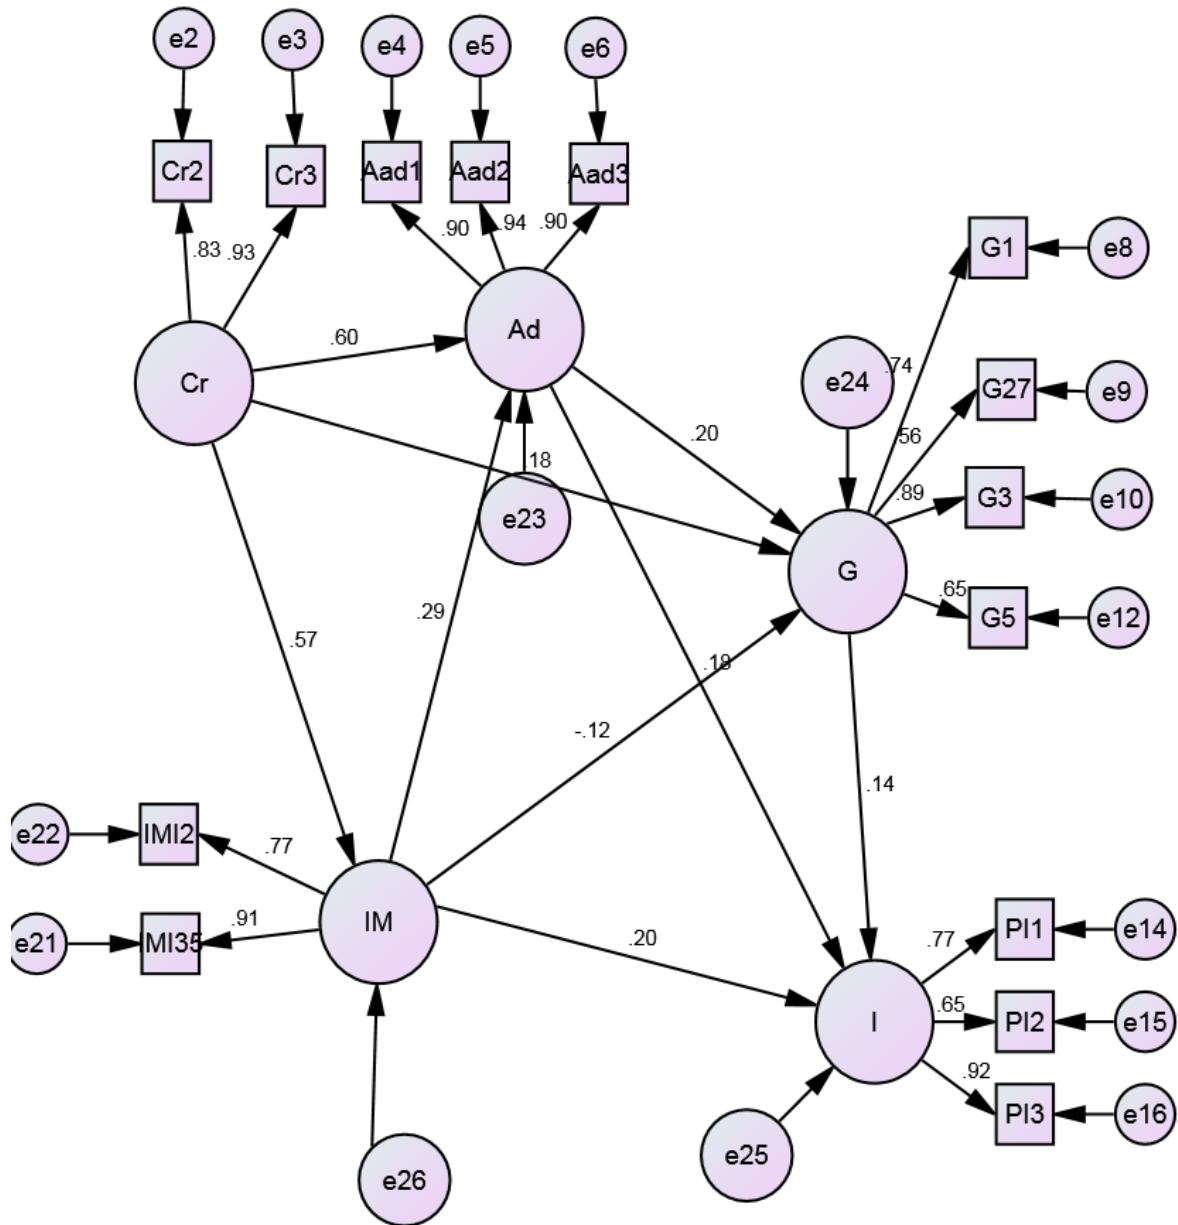 e2
e3
e4
e5
e6
Cr2
Cr3
Aad1
Aad2
Aad3
.83
.93
.90
.94
.90
G1
e8
Ad
.60
Cr
e24
.74
G27
e9
.20
.18
56
.89
G3
e10
e23
G
.65
G5
e12
.29
.57
.18
-.12
.14
e22
IMI2
.77
e21
MI35
.91
IM
.20
.77
PI1
e14
I
.65
PI2
e15
.92
PI3
e16
e25
e26